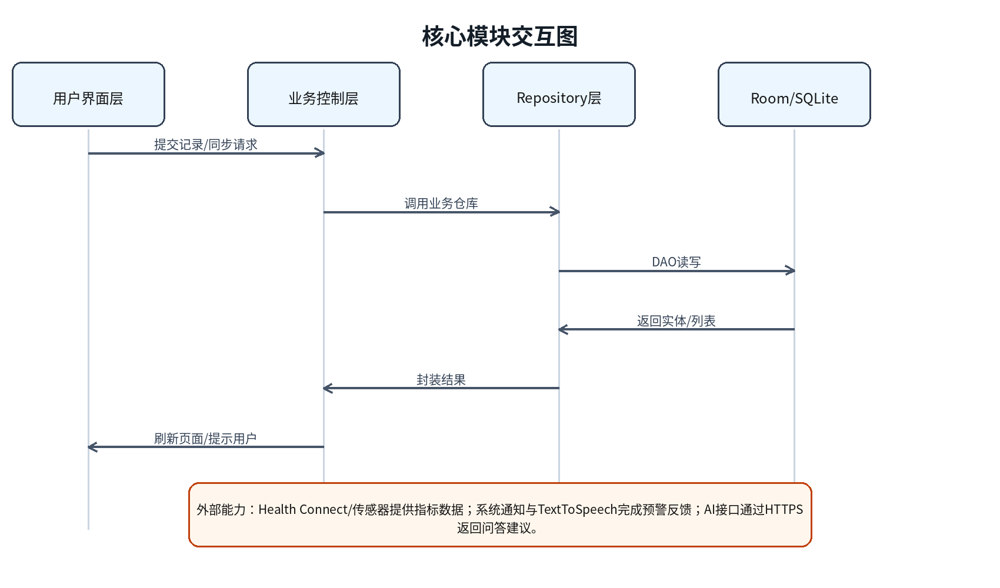 核心模块交互图
用户界面层
业务控制层
Repository层
Room/SQLite
提交记录/同步请求
调用业务仓库
DAO读写
返回实体/列表
封装结果
刷新页面/提示用户
外部能力：Health Connect/传感器提供指标数据；系统通知与TextToSpeech完成预警反馈；AI接口通过HTTPS
返回问答建议。